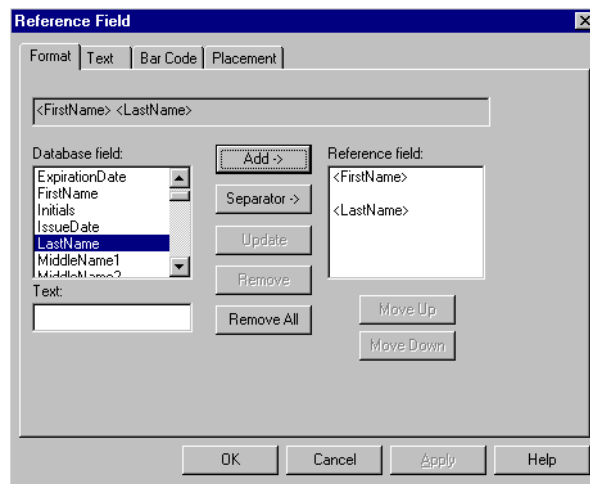 Reference Field
Format Text Bar Code Placement
<FirstName> <LastName>
Database field:
ExpirationDate
FirstName
Initials
IssueDate
LastName
MiddleName1
MiddleName2
Text:
Add ->
Separator ->
Update
Remove
Remove All
Reference field:
<FirstName>
<LastName>
Move Up
Move Down
OK Cancel Apply Help